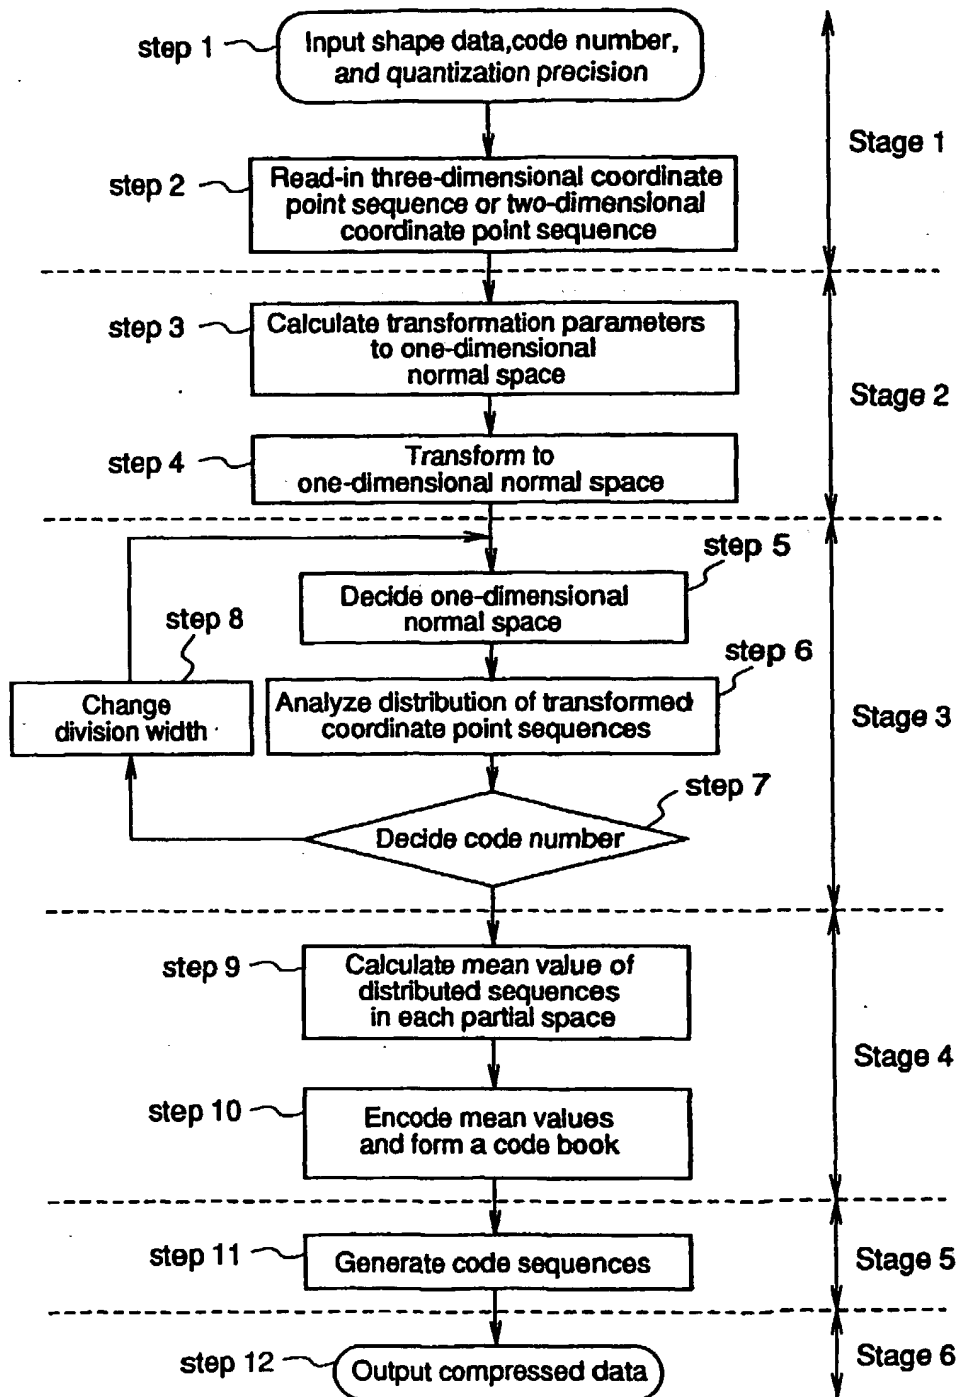 step 1
Input shape data,code number,
and quantization precision
Stage 1
step 2
Read-in three-dimensional coordinate
point sequence or two-dimensional
coordinate point sequence
step 3
Calculate transformation parameters
to one-dimensional
normal space
Stage 2
step 4
Transform to
one-dimensional normal space
step 5
Decide one-dimensional
normal space
step 8
step 6
Change
division width
Analyze distribution of transformed
coordinate point sequences
Stage 3
step 7
Decide code number
step 9
Calculate mean value of
distributed sequences
in each partial space
Stage 4
step 10
Encode mean values
and form a code book
step 11
Generate code sequences
Stage 5
step 12
Output compressed data
Stage 6